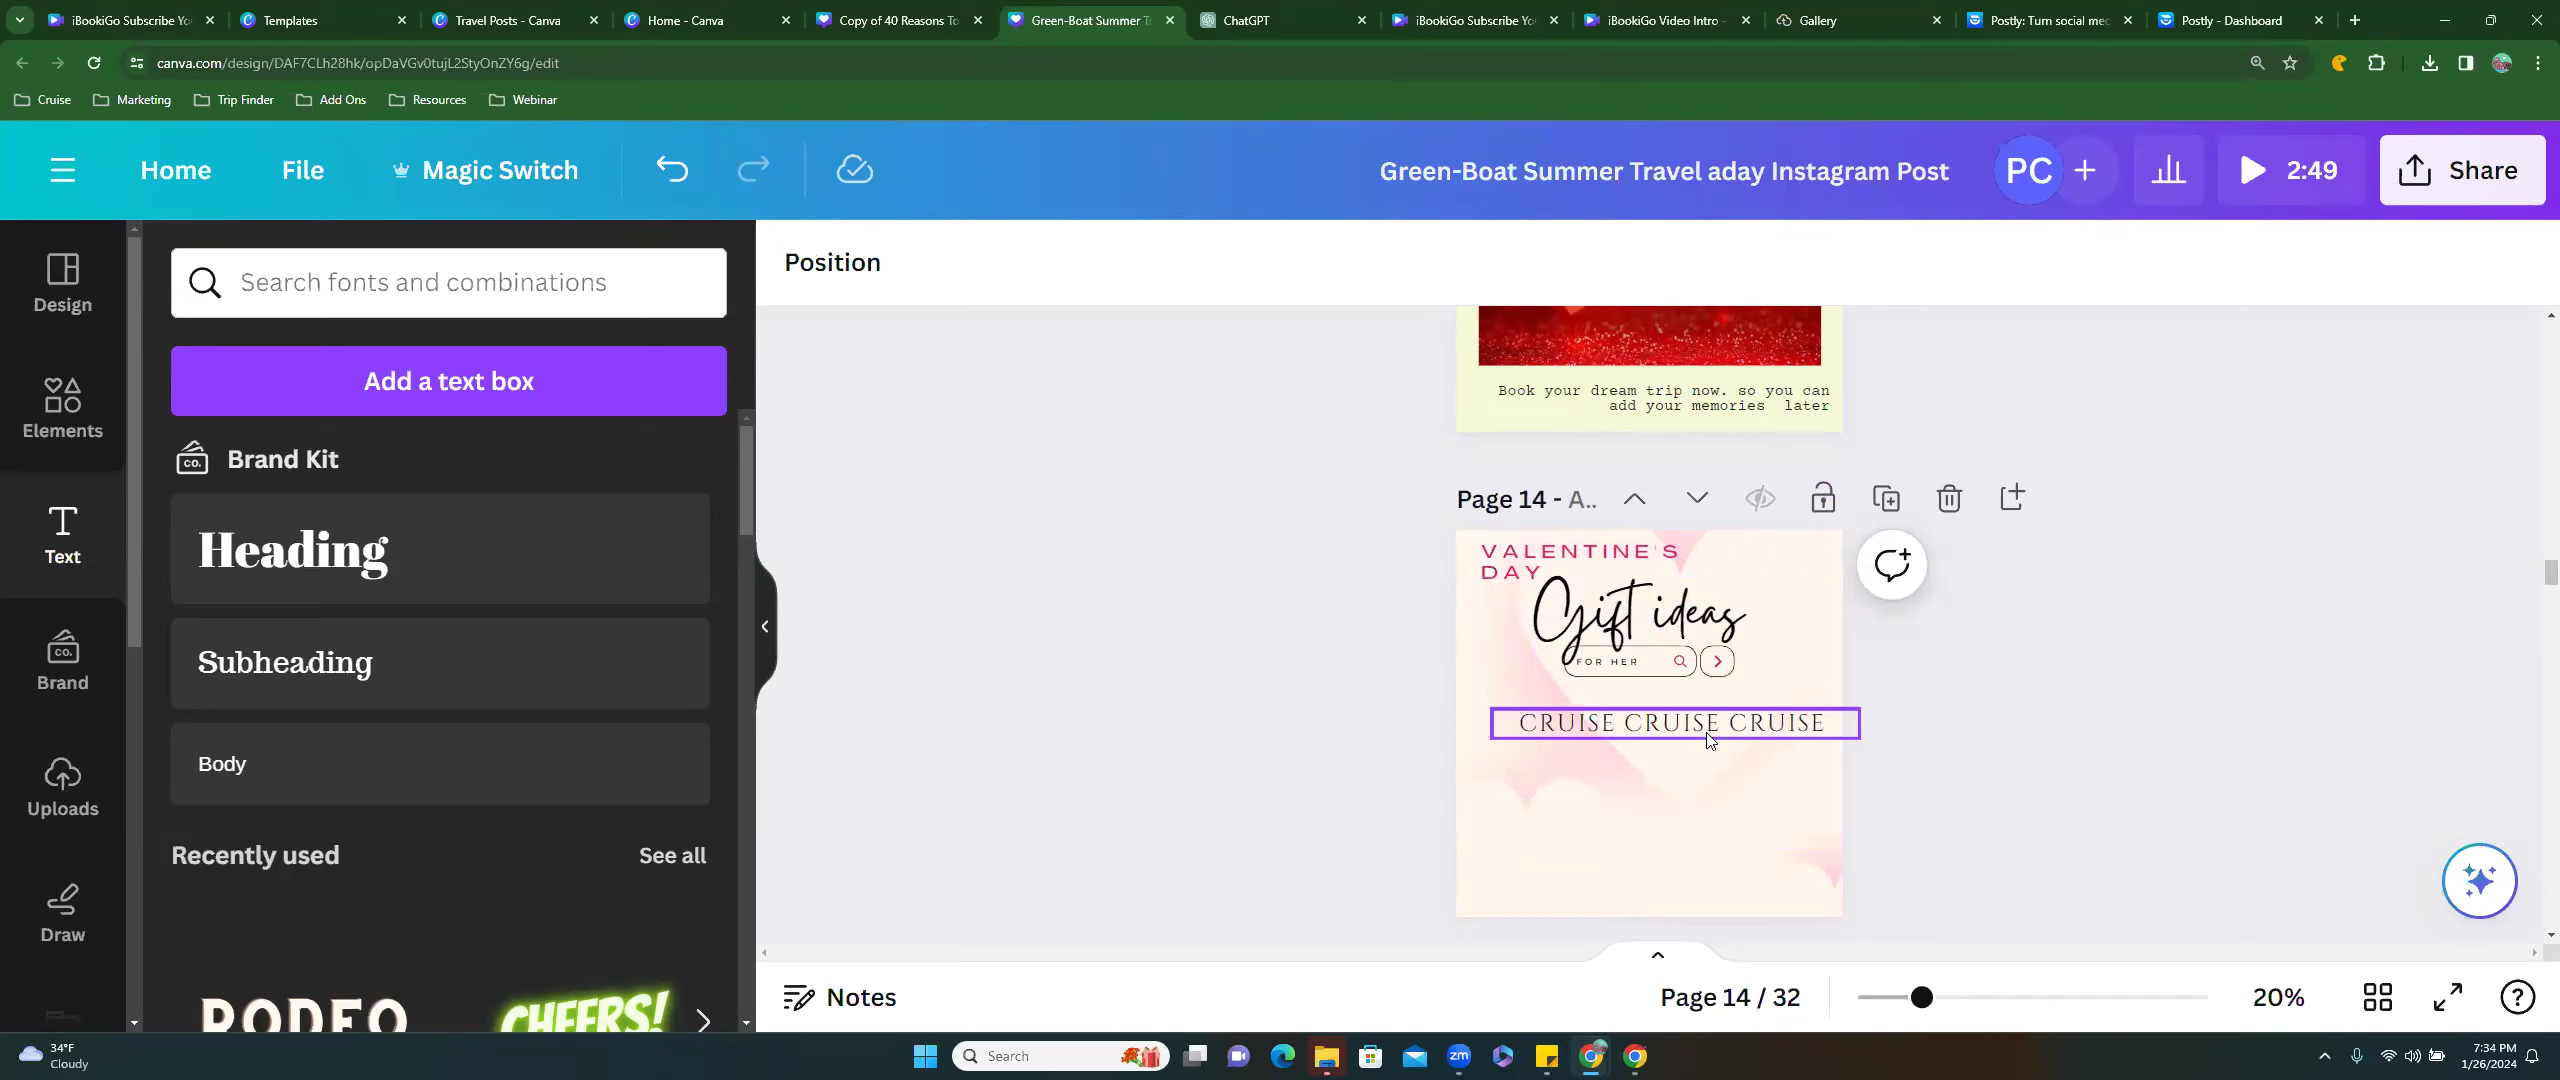 iBookiGo Subscribe Yo
Templates
Travel Posts - Canva
Home - Canva
Copy of 40 Reasons To
Green-Boat Summer Tr
ChatGPT
iBookiGo Subscribe Yo
iBookiGo Video Intro -
Gallery
Postly: Turn social med
Postly - Dashboard
canva.com/design/DAF7CLh28hk/opDaVGv0tujL2StyOnZY6g/edit
Cruise
Marketing
Trip Finder
Add Ons
Resources
Webinar
Home
File
Magic Switch
Green-Boat Summer Travel aday Instagram Post
PC
2:49
Share
Design
Elements
Text
Brand
Uploads
Draw
Search fonts and combinations
Add a text box
CO.
Brand Kit
Heading
Subheading
Body
Recently used
See all
RODEO
CHEERS!
Position
Book your dream trip now. so you can
add your memories later
Page 14 - A..
VALENTINE'S
DAY
Gift ideas
FOR HER
CRUISE CRUISE CRUISE
Notes
Page 14 / 32
20%
34°F
Cloudy
Search
zm
7:34 PM
1/26/2024